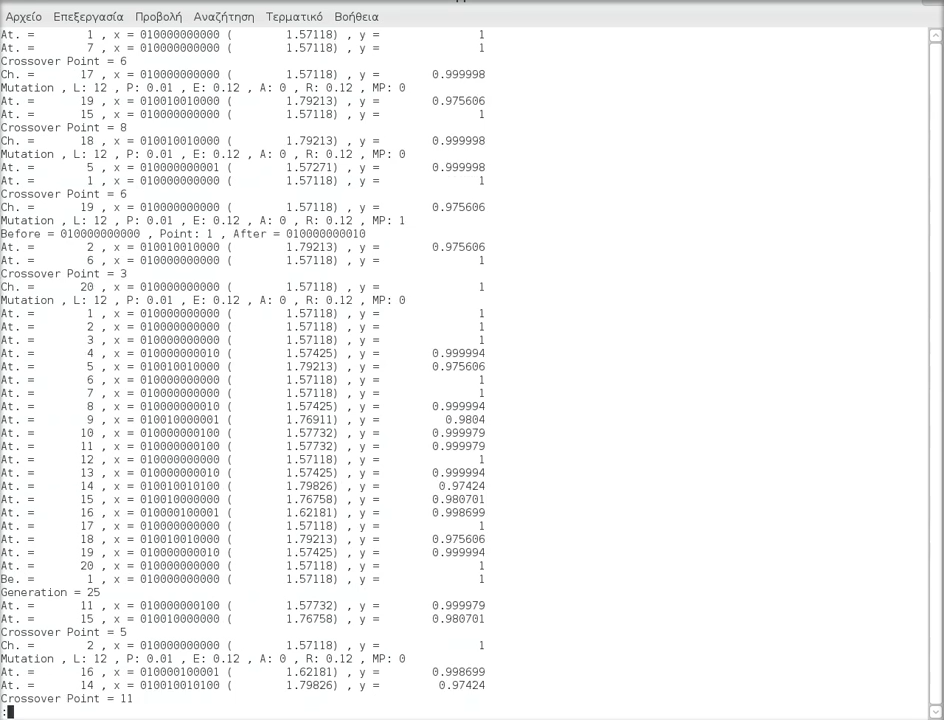 Αρχείο Επεξεργασία Προβολή Αναζήτηση Τερματικό Βοήθεια
At. = 1 , x = 010000000000 ( 1.57118) , y = 1
At. = 7 , x = 010000000000 ( 1.57118) , y = 1
Crossover Point = 6
Ch. = 17 , x = 010000000000 ( 1.57118) , y = 0.999998
Mutation , L: 12 , P: 0.01 , E: 0.12 , A: 0 , R: 0.12 , MP: 0
At. = 19 , x = 010010010000 ( 1.79213) , y = 0.975606
At. = 15 , x = 010000000000 ( 1.57118) , y = 1
Crossover Point = 8
Ch. = 18 , x = 010010010000 ( 1.79213) , y = 0.999998
Mutation , L: 12 , P: 0.01 , E: 0.12 , A: 0 , R: 0.12 , MP: 0
At. = 5 , x = 010000000001 ( 1.57271) , y = 0.999998
At. = 1 , x = 010000000000 ( 1.57118) , y = 1
Crossover Point = 6
Ch. = 19 , x = 010000000000 ( 1.57118) , y = 0.975606
Mutation , L: 12 , P: 0.01 , E: 0.12 , A: 0 , R: 0.12 , MP: 1
Before = 010000000000 , Point: 1 , After = 010000000010
At. = 2 , x = 010010010000 ( 1.79213) , y = 0.975606
At. = 6 , x = 010000000000 ( 1.57118) , y = 1
Crossover Point = 3
Ch. = 20 , x = 010000000000 ( 1.57118) , y = 1
Mutation , L: 12 , P: 0.01 , E: 0.12 , A: 0 , R: 0.12 , MP: 0
At. = 1 , x = 010000000000 ( 1.57118) , y = 1
At. = 2 , x = 010000000000 ( 1.57118) , y = 1
At. = 3 , x = 010000000000 ( 1.57118) , y = 1
At. = 4 , x = 010000000010 ( 1.57425) , y = 0.999994
At. = 5 , x = 010010010000 ( 1.79213) , y = 0.975606
At. = 6 , x = 010000000000 ( 1.57118) , y = 1
At. = 7 , x = 010000000000 ( 1.57118) , y = 1
At. = 8 , x = 010000000010 ( 1.57425) , y = 0.999994
At. = 9 , x = 010010000001 ( 1.76911) , y = 0.9804
At. = 10 , x = 010000000100 ( 1.57732) , y = 0.999979
At. = 11 , x = 010000000100 ( 1.57732) , y = 0.999979
At. = 12 , x = 010000000000 ( 1.57118) , y = 1
At. = 13 , x = 010000000010 ( 1.57425) , y = 0.999994
At. = 14 , x = 010010010100 ( 1.79826) , y = 0.97424
At. = 15 , x = 010010000000 ( 1.76758) , y = 0.980701
At. = 16 , x = 010000100001 ( 1.62181) , y = 0.998699
At. = 17 , x = 010000000000 ( 1.57118) , y = 1
At. = 18 , x = 010010010000 ( 1.79213) , y = 0.975606
At. = 19 , x = 010000000010 ( 1.57425) , y = 0.999994
At. = 20 , x = 010000000000 ( 1.57118) , y = 1
Be. = 1 , x = 010000000000 ( 1.57118) , y = 1
Generation = 25
At. = 11 , x = 010000000100 ( 1.57732) , y = 0.999979
At. = 15 , x = 010010000000 ( 1.76758) , y = 0.980701
Crossover Point = 5
Ch. = 2 , x = 010000000000 ( 1.57118) , y = 1
Mutation , L: 12 , P: 0.01 , E: 0.12 , A: 0 , R: 0.12 , MP: 0
At. = 16 , x = 010000100001 ( 1.62181) , y = 0.998699
At. = 14 , x = 010010010100 ( 1.79826) , y = 0.97424
Crossover Point = 11
: